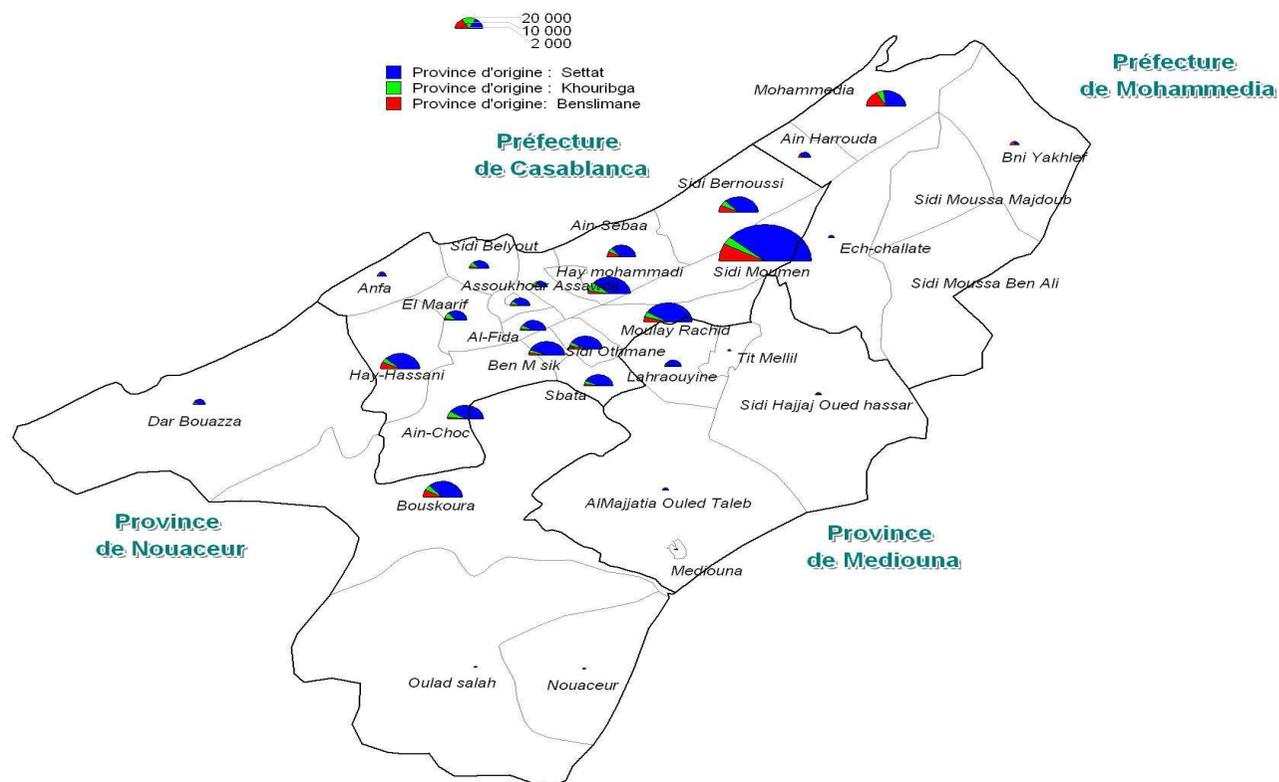 20 000
10 000
2 000
Province d'origine : Settat
Province d'origine : Khouribga
Province d'origine: Benslimane
Préfecture
de Mohammedia
Préfecture
de Casablanca
Mohammedia
Ain Harrouda
Bni Yakhlef
Sidi Bernoussi
Sidi Moussa Majdoub
Ain-Sebaa
Sidi Belyout
Ech-challate
Hay mohammadi
Sidi Moumen
Anfa
Assoukhour Assawda
Sidi Moussa Ben Ali
El Maarif
Al-Fida
Moulay Rachid
Sidi Othmane
Tit Mellil
Ben M sik
Hay-Hassani
Lahraouyine
Sbata
Sidi Hajjaj Oued hassar
Dar Bouazza
Ain-Choc
Bouskoura
AlMajjatia Ouled Taleb
Province
de Nouaceur
Province
de Mediouna
Mediouna
Oulad salah
Nouaceur